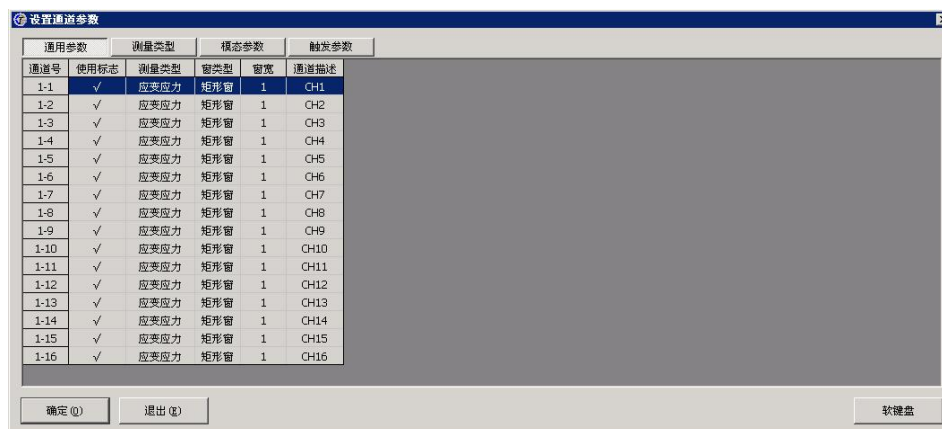 设置通道参数
通用参数 测量类型 模态参数 触发参数
通道号 使用标志 测量类型 窗类型 窗宽 通道描述
1-1 √ 应变应力 矩形窗 1 CH1
1-2 √ 应变应力 矩形窗 1 CH2
1-3 √ 应变应力 矩形窗 1 CH3
1-4 √ 应变应力 矩形窗 1 CH4
1-5 √ 应变应力 矩形窗 1 CH5
1-6 √ 应变应力 矩形窗 1 CH6
1-7 √ 应变应力 矩形窗 1 CH7
1-8 √ 应变应力 矩形窗 1 CH8
1-9 √ 应变应力 矩形窗 1 CH9
1-10 √ 应变应力 矩形窗 1 CH10
1-11 √ 应变应力 矩形窗 1 CH11
1-12 √ 应变应力 矩形窗 1 CH12
1-13 √ 应变应力 矩形窗 1 CH13
1-14 √ 应变应力 矩形窗 1 CH14
1-15 √ 应变应力 矩形窗 1 CH15
1-16 √ 应变应力 矩形窗 1 CH16
确定(O) 退出(E) 软键盘